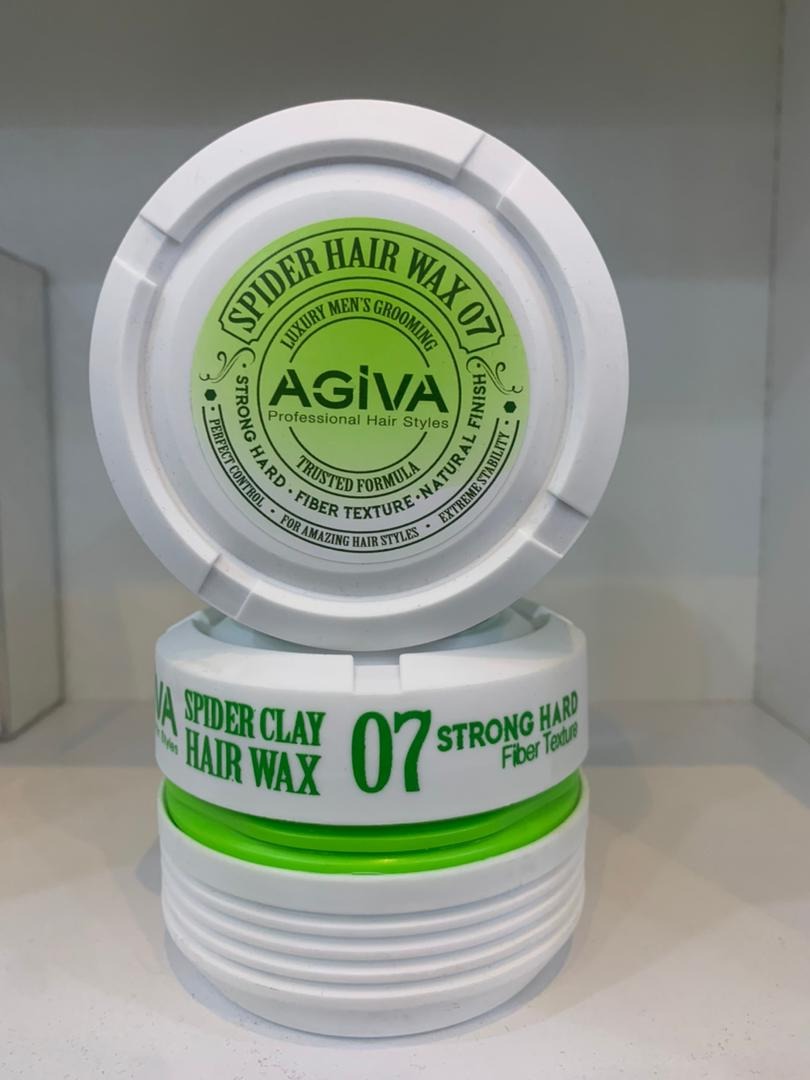 SPIDER HAIR WAX 07
LUXURY MEN'S GROOMING
AGiVA
Professional Hair Styles
TRUSTED FORMULA
• STRONG HARD • FIBER TEXTURE • NATURAL FINISH •
• PERFECT CONTROL • FOR AMAZING HAIR STYLES • EXTREME STABILITY •
VA
Styles
SPIDER CLAY
HAIR WAX
07
STRONG HARD
Fiber Texture